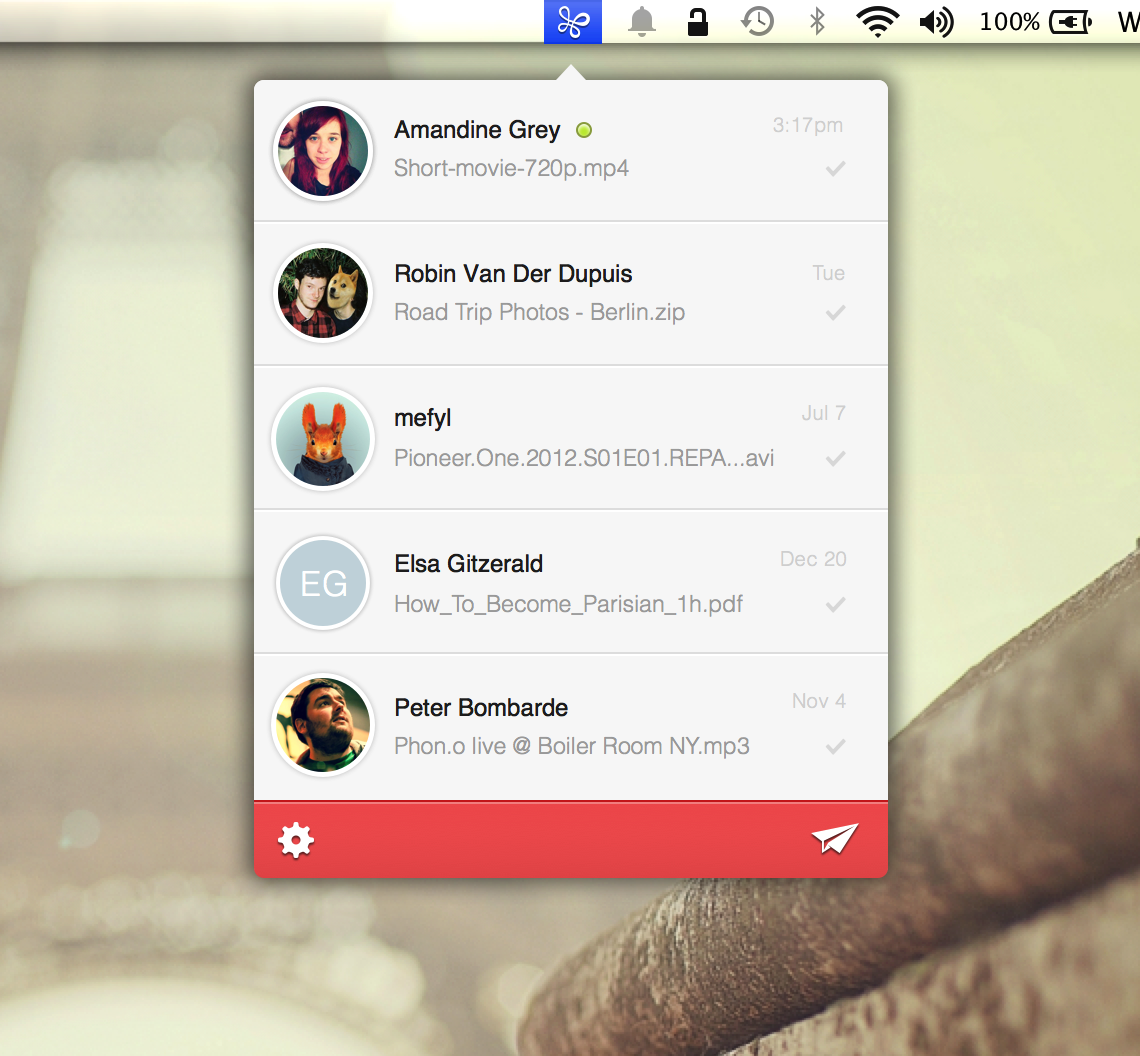 100% W
Amandine Grey 3:17pm
Short-movie-720p.mp4
Robin Van Der Dupuis Tue
Road Trip Photos - Berlin.zip
mefyl Jul 7
Pioneer.One.2012.S01E01.REPA...avi
EG Elsa Gitzerald Dec 20
How_To_Become_Parisian_1h.pdf
Peter Bombarde Nov 4
Phon.o live @ Boiler Room NY.mp3